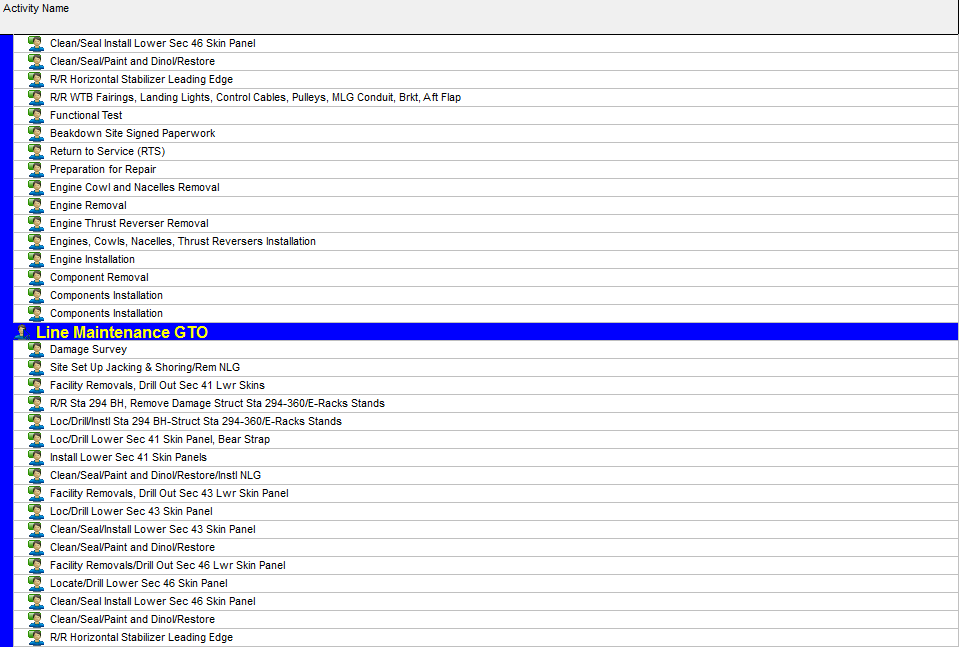 Activity Name
Clean/Seal Install Lower Sec 46 Skin Panel
Clean/Seal/Paint and Dinol/Restore
R/R Horizontal Stabilizer Leading Edge
R/R WTB Fairings, Landing Lights, Control Cables, Pulleys, MLG Conduit, Brkt, Aft Flap
Functional Test
Beakdown Site Signed Paperwork
Return to Service (RTS)
Preparation for Repair
Engine Cowl and Nacelles Removal
Engine Removal
Engine Thrust Reverser Removal
Engines, Cowls, Nacelles, Thrust Reversers Installation
Engine Installation
Component Removal
Components Installation
Components Installation
Line Maintenance GTO
Damage Survey
Site Set Up Jacking & Shoring/Rem NLG
Facility Removals, Drill Out Sec 41 Lwr Skins
R/R Sta 294 BH, Remove Damage Struct Sta 294-360/E-Racks Stands
Loc/Drill/Instl Sta 294 BH-Struct Sta 294-360/E-Racks Stands
Loc/Drill Lower Sec 41 Skin Panel, Bear Strap
Install Lower Sec 41 Skin Panels
Clean/Seal/Paint and Dinol/Restore/Instl NLG
Facility Removals, Drill Out Sec 43 Lwr Skin Panel
Loc/Drill Lower Sec 43 Skin Panel
Clean/Seal/Install Lower Sec 43 Skin Panel
Clean/Seal/Paint and Dinol/Restore
Facility Removals/Drill Out Sec 46 Lwr Skin Panel
Locate/Drill Lower Sec 46 Skin Panel
Clean/Seal Install Lower Sec 46 Skin Panel
Clean/Seal/Paint and Dinol/Restore
R/R Horizontal Stabilizer Leading Edge